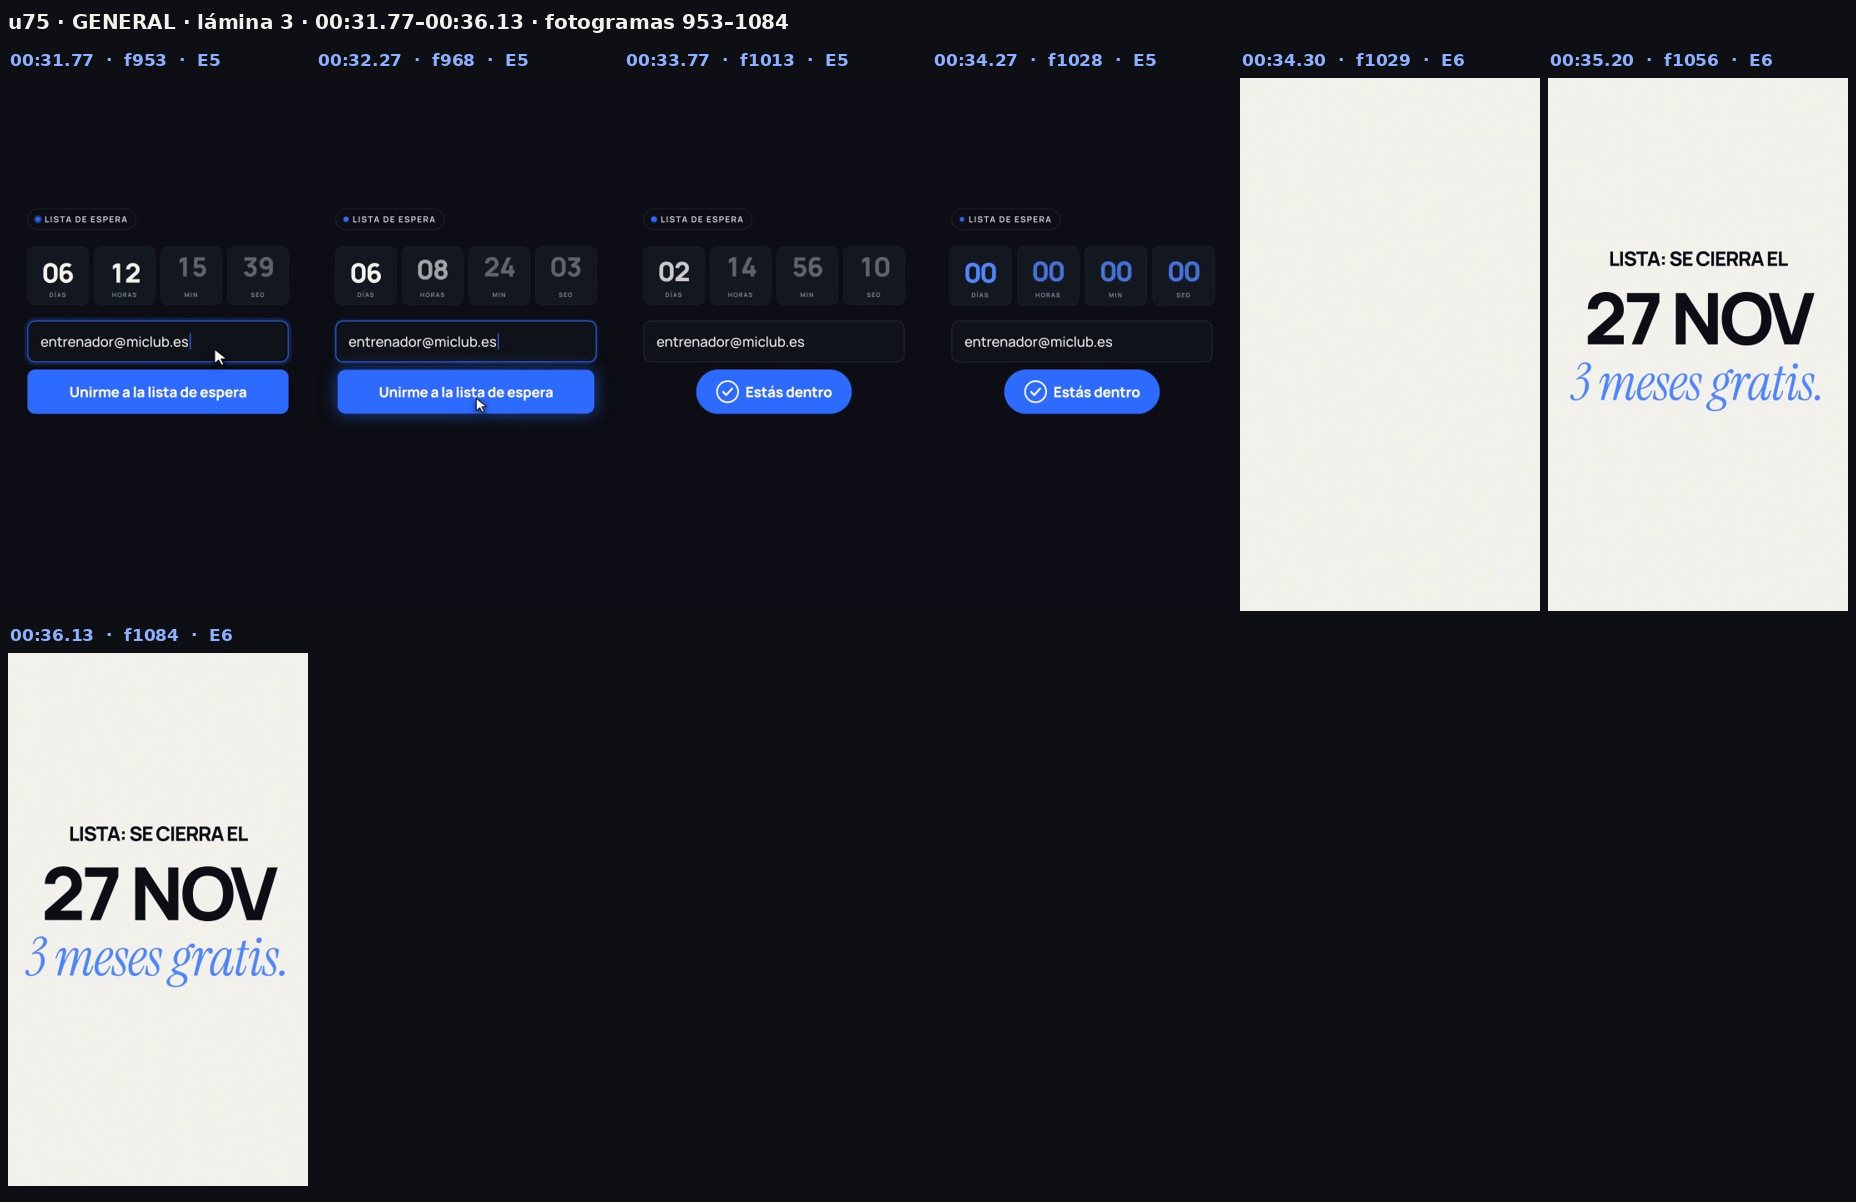 u75 · GENERAL · lámina 3 · 00:31.77–00:36.13 · fotogramas 953–1084
00:31.77 · f953 · E5
LISTA DE ESPERA
06 12 15 39
DÍAS HORAS MIN SEG
entrenador@miclub.es
Unirme a la lista de espera
00:32.27 · f968 · E5
LISTA DE ESPERA
06 08 24 03
DÍAS HORAS MIN SEG
entrenador@miclub.es
Unirme a la lista de espera
00:33.77 · f1013 · E5
LISTA DE ESPERA
02 14 56 10
DÍAS HORAS MIN SEG
entrenador@miclub.es
Estás dentro
00:34.27 · f1028 · E5
LISTA DE ESPERA
00 00 00 00
DÍAS HORAS MIN SEG
entrenador@miclub.es
Estás dentro
00:34.30 · f1029 · E6
00:35.20 · f1056 · E6
LISTA: SE CIERRA EL
27 NOV
3 meses gratis.
00:36.13 · f1084 · E6
LISTA: SE CIERRA EL
27 NOV
3 meses gratis.